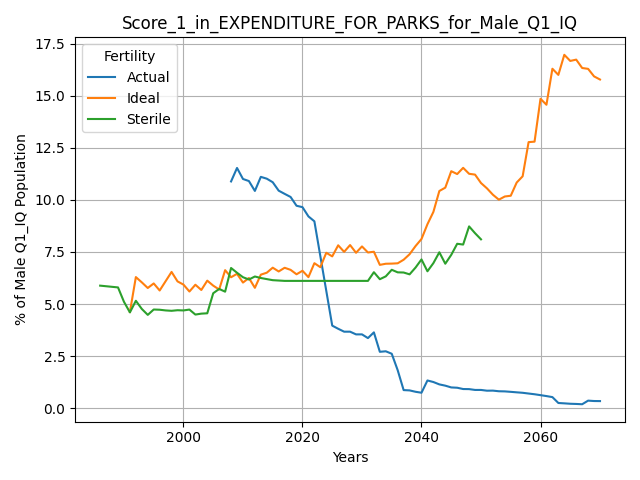 Score_1_in_EXPENDITURE_FOR_PARKS_for_Male_Q1_IQ
Fertility
Actual
Ideal
Sterile
% of Male Q1_IQ Population
17.5
15.0
12.5
10.0
7.5
5.0
2.5
0.0
2000
2020
2040
2060
Years